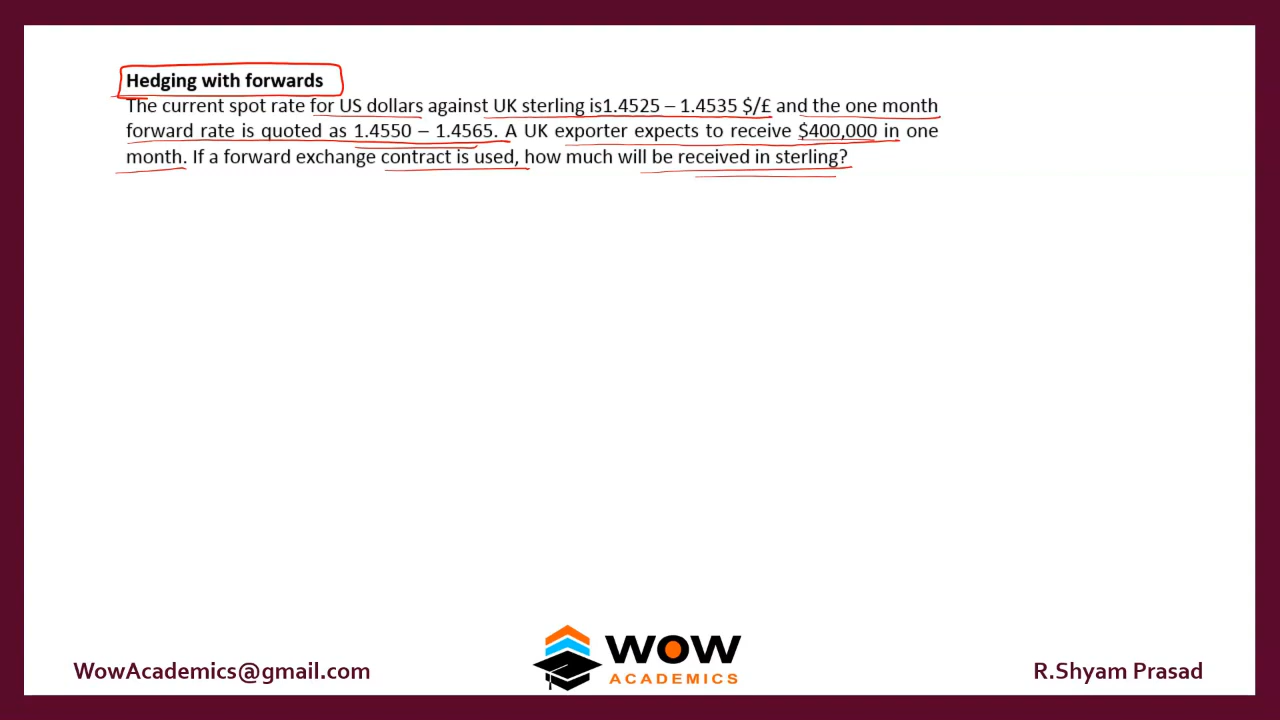 Hedging with forwards
The current spot rate for US dollars against UK sterling is1.4525 – 1.4535 $/£ and the one month
forward rate is quoted as 1.4550 – 1.4565. A UK exporter expects to receive $400,000 in one
month. If a forward exchange contract is used, how much will be received in sterling?
WowAcademics@gmail.com
WOW
ACADEMICS
R.Shyam Prasad